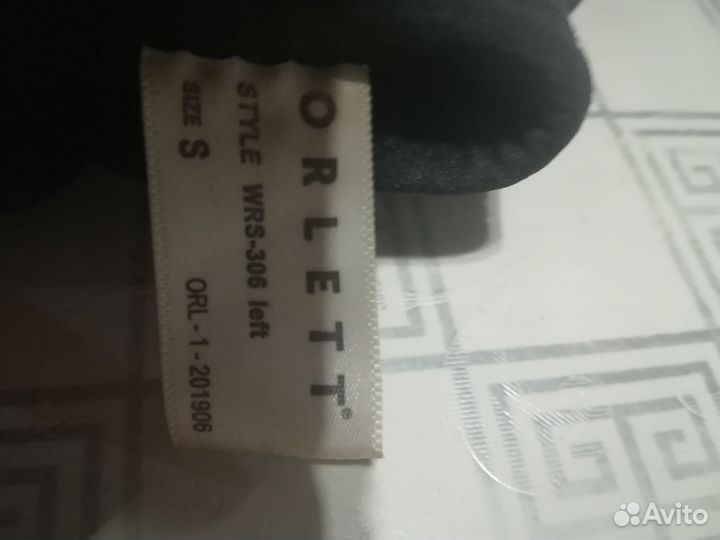 ORLETT®
STYLE WRS-306 left
SIZE S ORL-1-201906
Avito